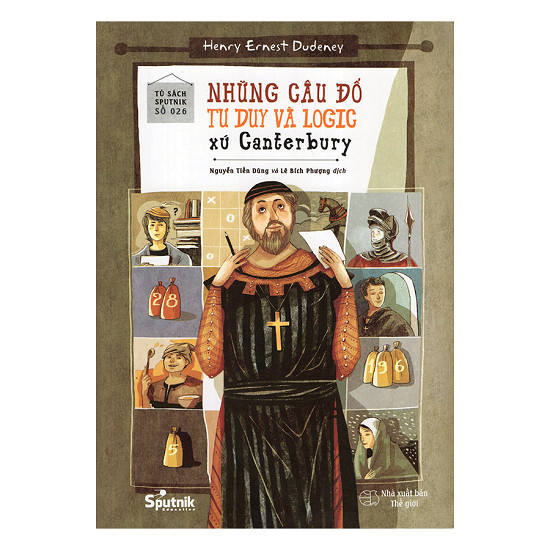 Henry Ernest Dudeney
TỦ SÁCH
SPUTNIK
SỐ 026
NHỮNG CÂU ĐỐ
TƯ DUY VÀ LOGIC
xứ Canterbury
Nguyễn Tiến Dũng và Lê Bích Phượng dịch
?
28
196
5
Sputnik
Education
Nhà xuất bản
Thế giới